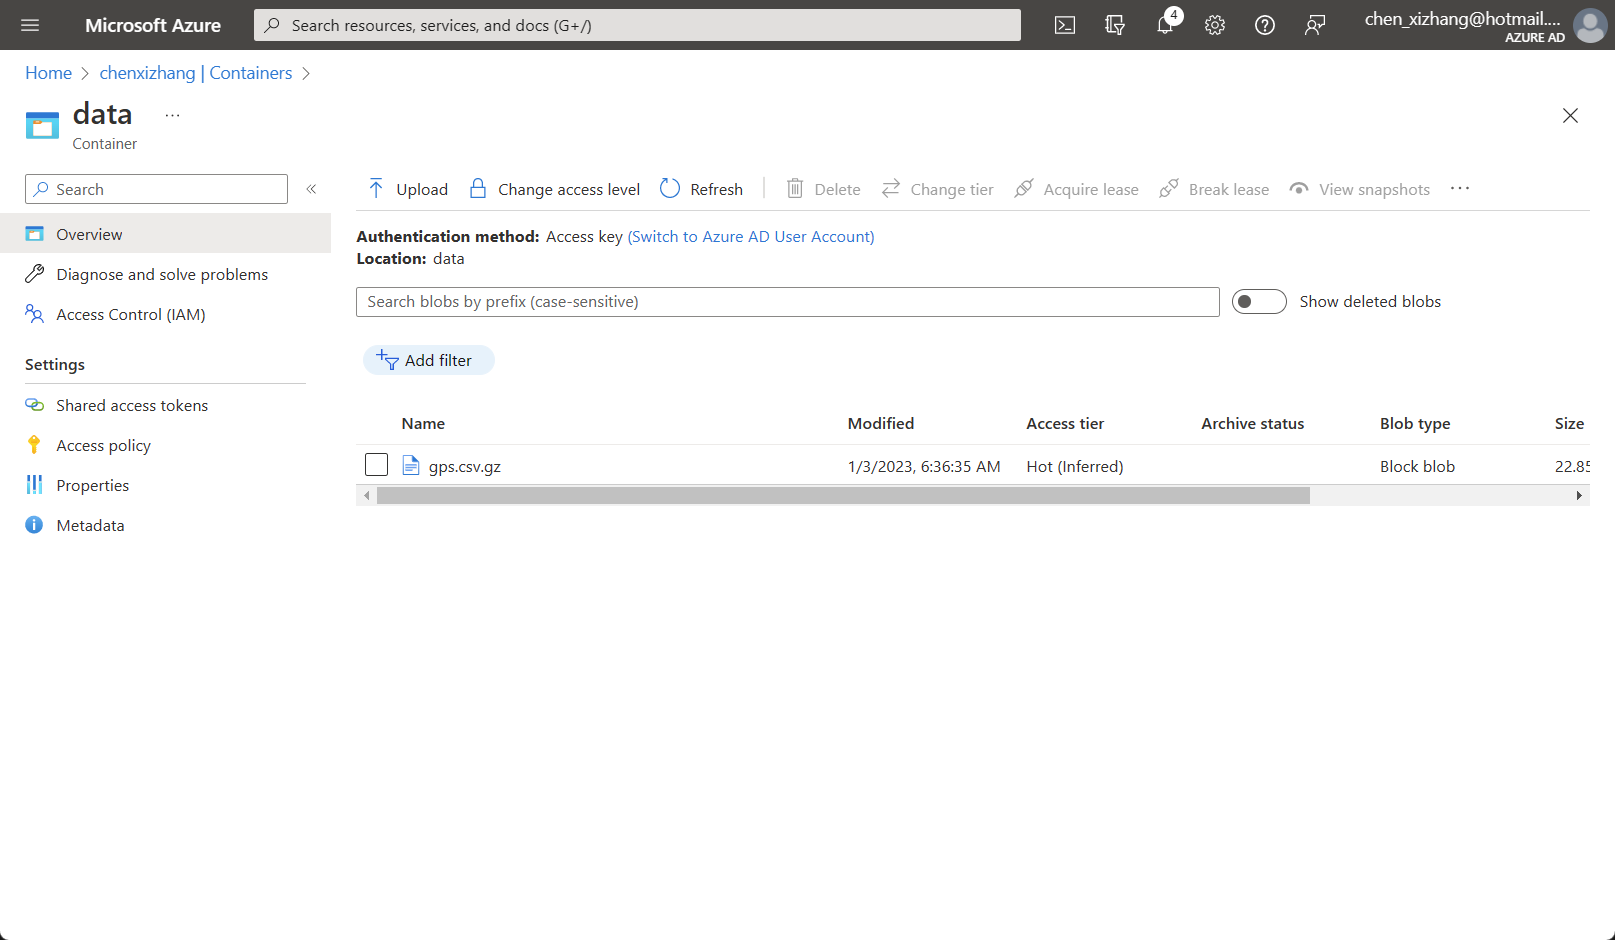 Microsoft Azure
Search resources, services, and docs (G+/)
4
chen_xizhang@hotmail....
AZURE AD
Home > chenxizhang | Containers >
data ...
Container
Search «
Upload Change access level Refresh Delete Change tier Acquire lease Break lease View snapshots ...
Overview
Diagnose and solve problems
Access Control (IAM)
Settings
Shared access tokens
Access policy
Properties
Metadata
Authentication method: Access key (Switch to Azure AD User Account)
Location: data
Search blobs by prefix (case-sensitive)
Show deleted blobs
Add filter
Name Modified Access tier Archive status Blob type Size
gps.csv.gz 1/3/2023, 6:36:35 AM Hot (Inferred) Block blob 22.85